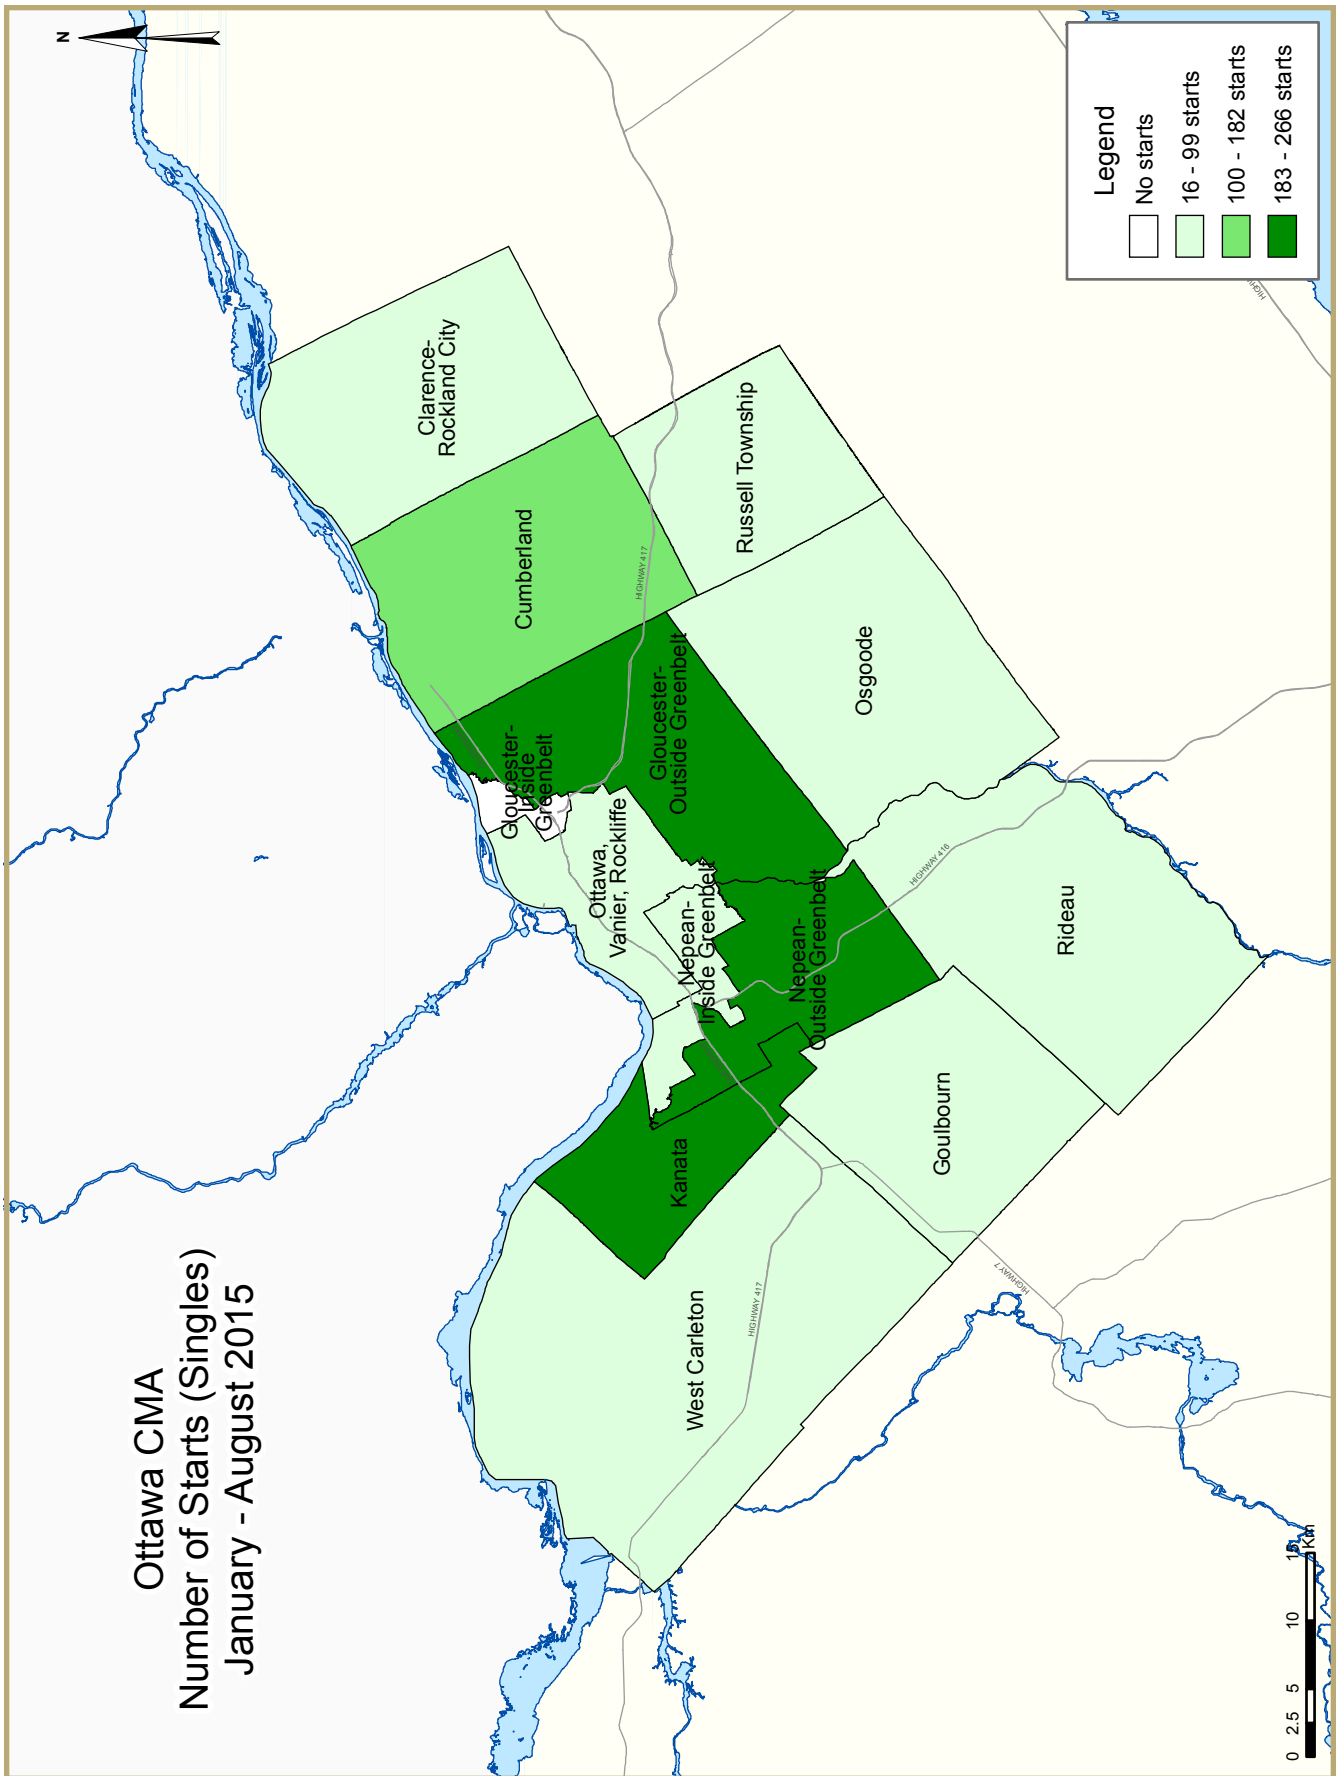 Ottawa CMA
Number of Starts (Singles)
January - August 2015
N
Clarence-
Rockland City
Cumberland
Russell Township
HIGHWAY 417
Gloucester-
Outside Greenbelt
Gloucester-
Inside
Greenbelt
Osgoode
Ottawa,
Vanier, Rockliffe
Nepean-
Inside Greenbelt
Nepean-
Outside Greenbelt
HIGHWAY 416
Rideau
Kanata
Goulbourn
West Carleton
HIGHWAY 417
HIGHWAY 7
Legend
No starts
16 - 99 starts
100 - 182 starts
183 - 266 starts
0 2.5 5 10 15
Km